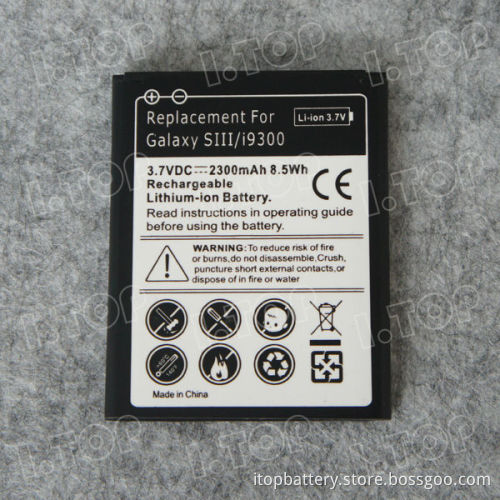 Replacement For
Galaxy SIII/i9300
Li-ion 3.7V
3.7VDC 2300mAh 8.5Wh
Rechargeable
Lithium-ion Battery.
Read instructions in operating guide
before using the battery.
CE
WARNING: To reduce risk of fire
or burns,do not disassemble.Crush,
puncture short external contacts,or
dispose of in fire or water
Made in China
I.TOP
I.TOP
I.TOP
I.TOP
itopbattery.store.bossgoo.com